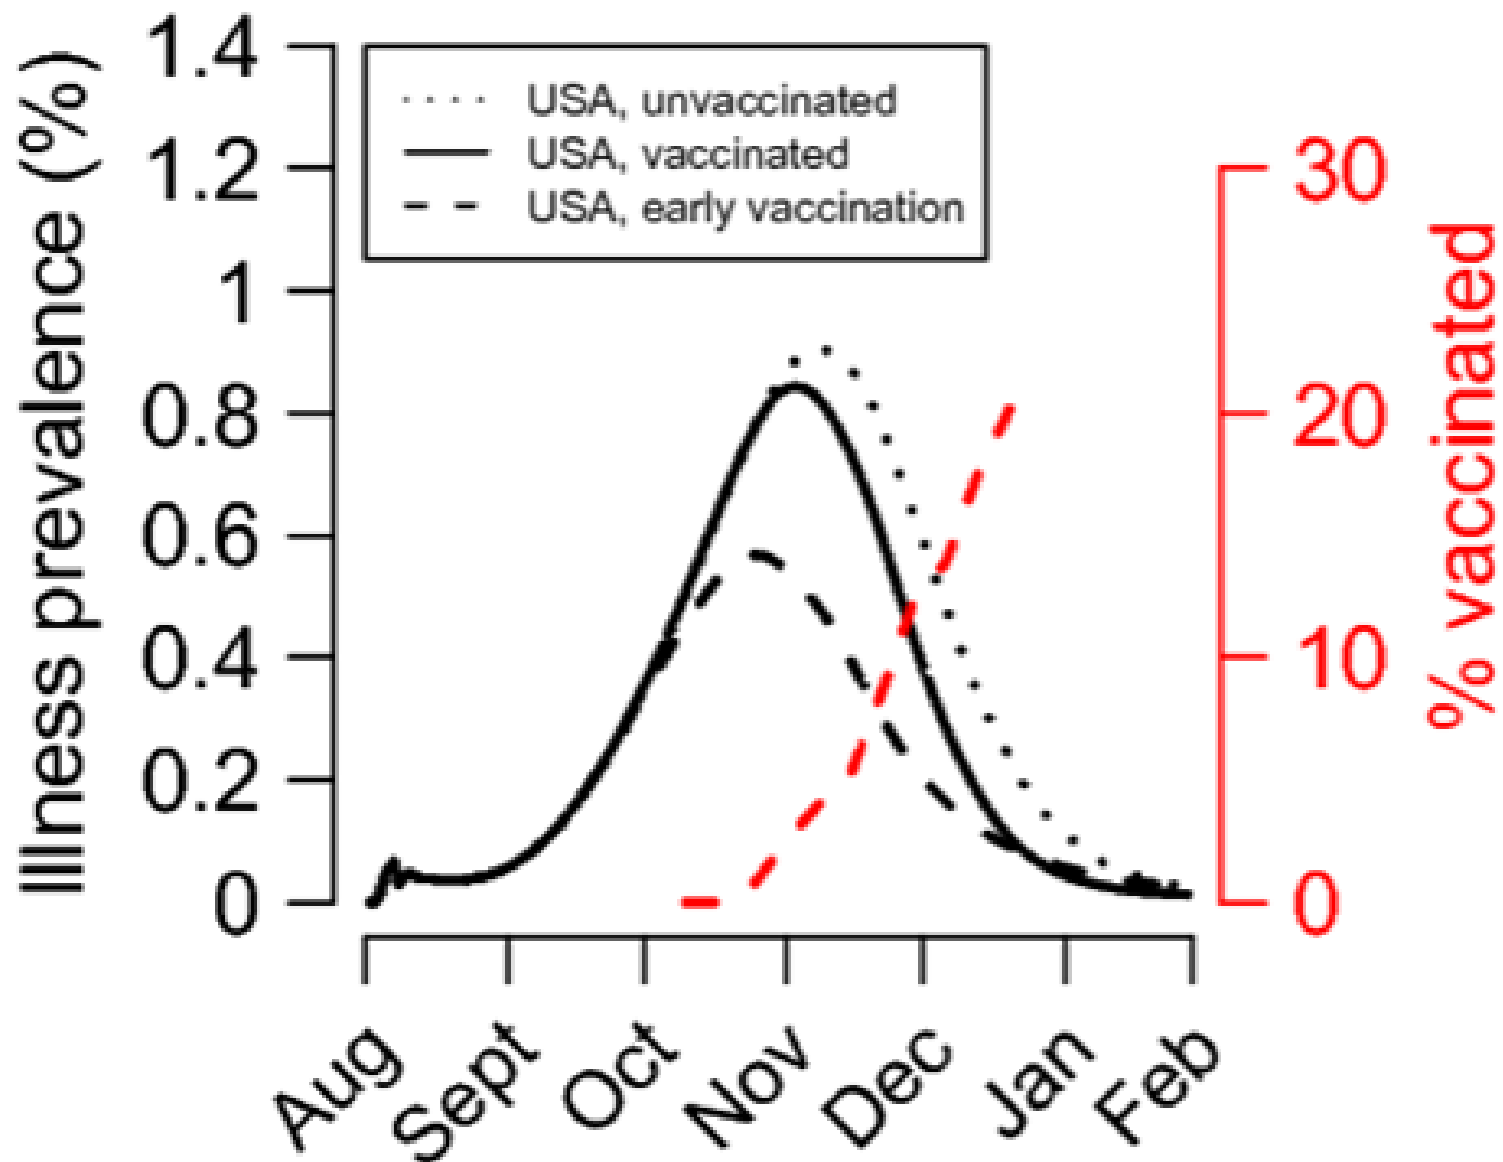 Illness prevalence (%)
1.4
1.2
1
0.8
0.6
0.4
0.2
0
USA, unvaccinated
USA, vaccinated
USA, early vaccination
30
20
10
0
% vaccinated
Aug
Sept
Oct
Nov
Dec
Jan
Feb